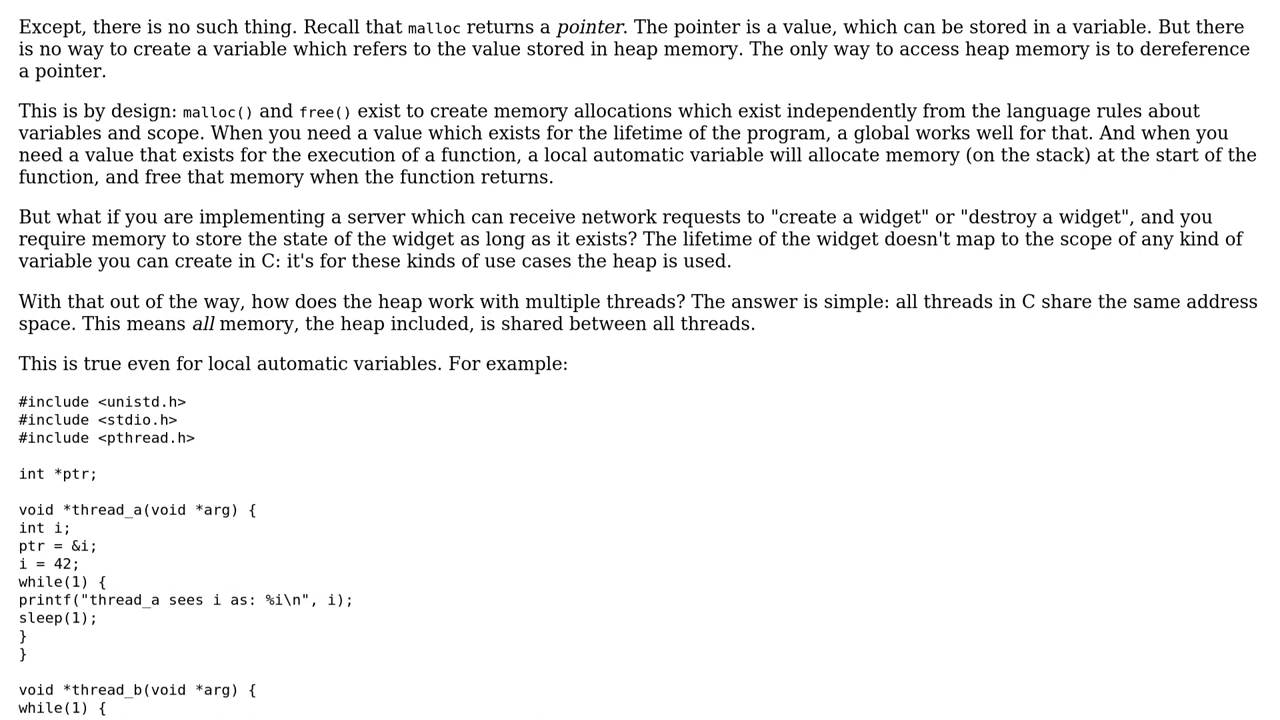 Except, there is no such thing. Recall that malloc returns a pointer. The pointer is a value, which can be stored in a variable. But there
is no way to create a variable which refers to the value stored in heap memory. The only way to access heap memory is to dereference
a pointer.
This is by design: malloc() and free() exist to create memory allocations which exist independently from the language rules about
variables and scope. When you need a value which exists for the lifetime of the program, a global works well for that. And when you
need a value that exists for the execution of a function, a local automatic variable will allocate memory (on the stack) at the start of the
function, and free that memory when the function returns.
But what if you are implementing a server which can receive network requests to "create a widget" or "destroy a widget", and you
require memory to store the state of the widget as long as it exists? The lifetime of the widget doesn't map to the scope of any kind of
variable you can create in C: it's for these kinds of use cases the heap is used.
With that out of the way, how does the heap work with multiple threads? The answer is simple: all threads in C share the same address
space. This means all memory, the heap included, is shared between all threads.
This is true even for local automatic variables. For example:
#include <unistd.h>
#include <stdio.h>
#include <pthread.h>
int *ptr;
void *thread_a(void *arg) {
int i;
ptr = &i;
i = 42;
while(1) {
printf("thread_a sees i as: %i\n", i);
sleep(1);
}
}
void *thread_b(void *arg) {
while(1) {